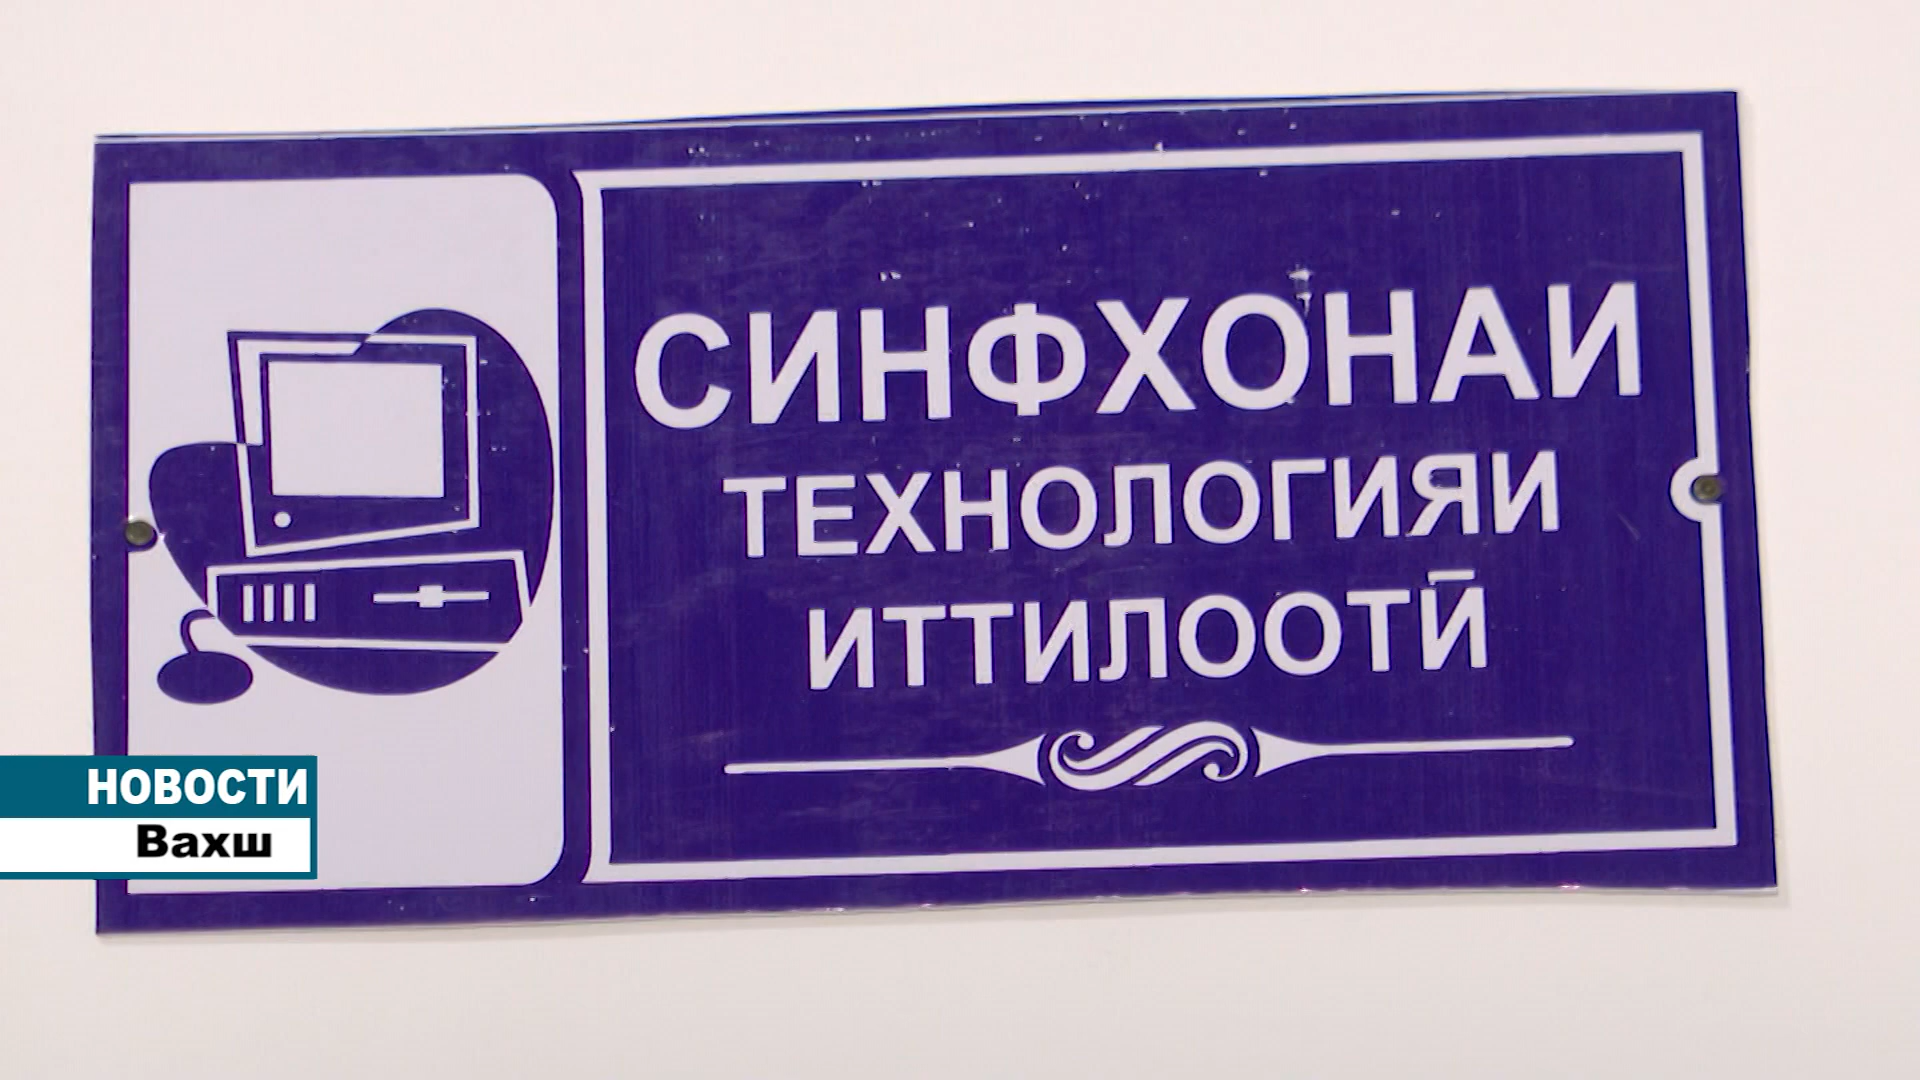 СИНФХОНАИ
ТЕХНОЛОГИЯИ
ИТТИЛООТӢ
НОВОСТИ
Вахш